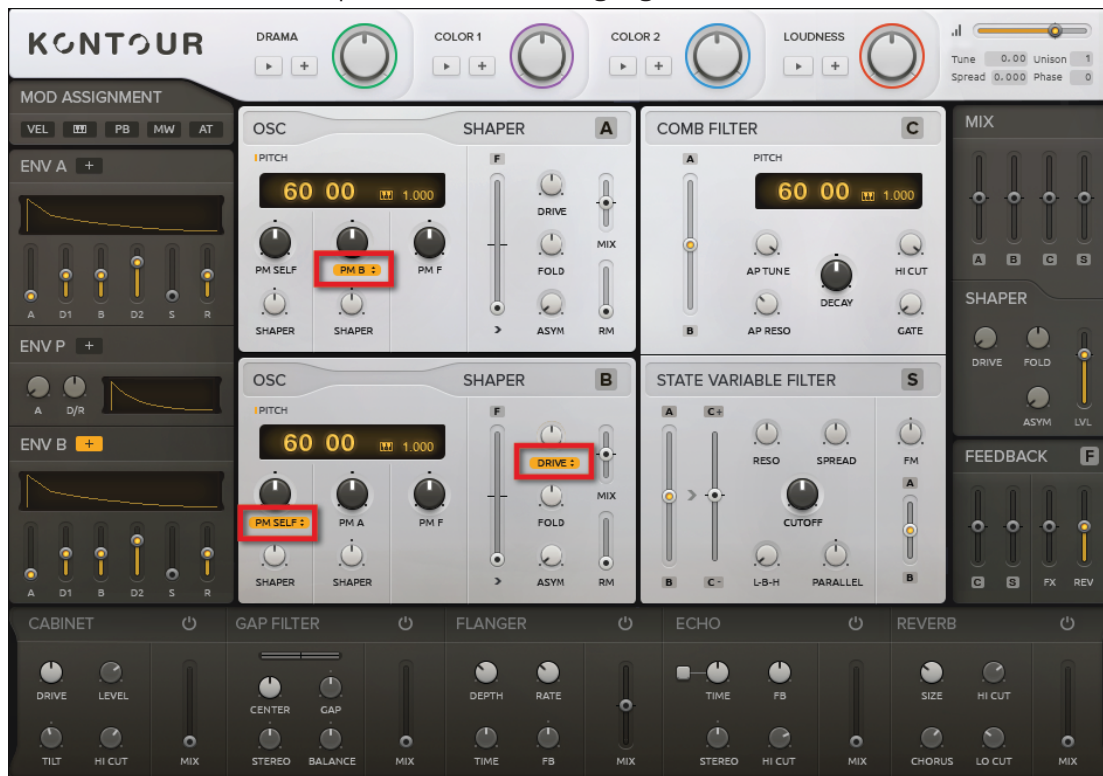 KONTOUR
DRAMA
COLOR 1
COLOR 2
LOUDNESS
Tune 0.00 Unison 1
Spread 0.000 Phase 0
MOD ASSIGNMENT
VEL PB MW AT
ENV A +
A D1 B D2 S R
ENV P +
A D/R
ENV B +
A D1 B D2 S R
OSC SHAPER A
PITCH F
60 00 1.000
DRIVE
MIX
PM SELF PM B PM F FOLD
SHAPER SHAPER > ASYM RM
COMB FILTER C
A PITCH
60 00 1.000
AP TUNE HI CUT
DECAY
B AP RESO GATE
OSC SHAPER B
PITCH F
60 00 1.000
DRIVE
MIX
PM SELF PM A PM F FOLD
SHAPER SHAPER > ASYM RM
STATE VARIABLE FILTER S
A C+
RESO SPREAD FM
A
>
CUTOFF
B C- L-B-H PARALLEL B
MIX
A B C S
SHAPER
DRIVE FOLD
ASYM LVL
FEEDBACK F
C S FX REV
CABINET
DRIVE LEVEL
TILT HI CUT MIX
GAP FILTER
CENTER GAP
STEREO BALANCE MIX
FLANGER
DEPTH RATE
TIME FB MIX
ECHO
TIME FB
STEREO HI CUT MIX
REVERB
SIZE HI CUT
CHORUS LO CUT MIX